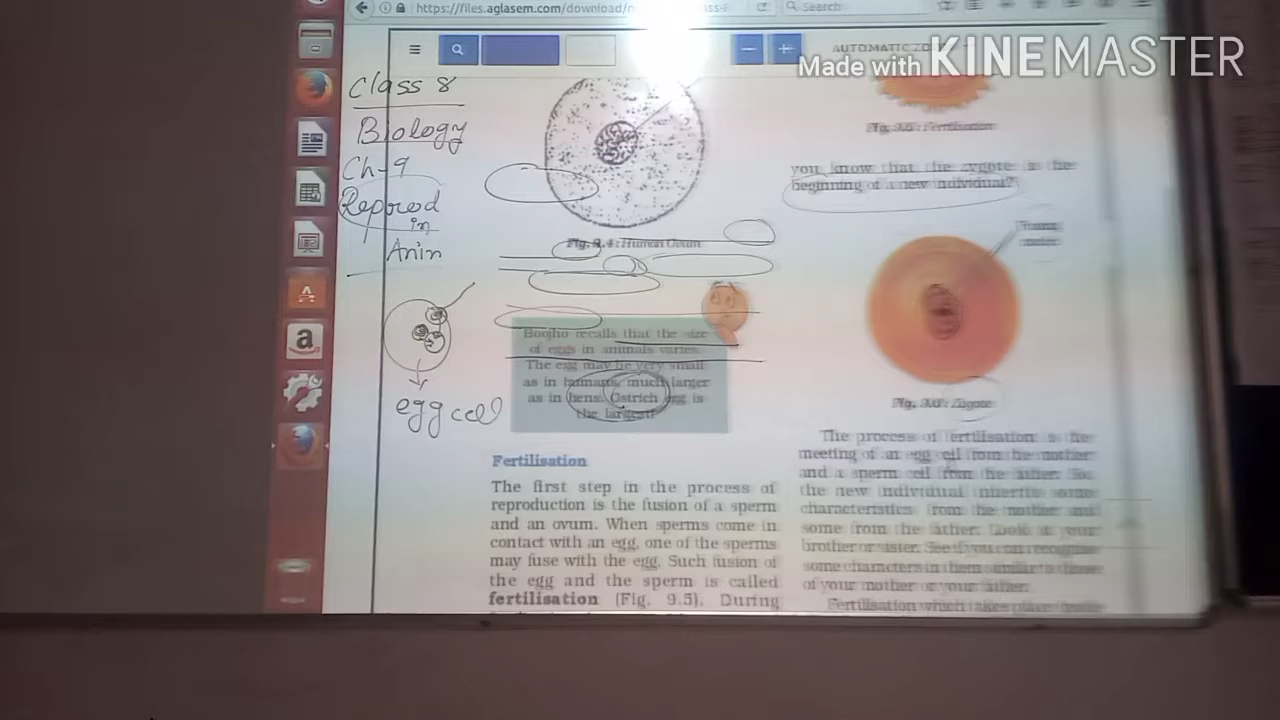 https://files.aglasem.com/download/
Search
AUTOMATIC ZO
Made with KINEMASTER
Class 8
Biology
Ch-9
Reprod
in
Anim
egg cell
Fig. 9.4 : Human Ovum
Boojho recalls that the size
of eggs in animals varies.
The egg may be very small
as in humans, much larger
as in hens. Ostrich egg is
the largest!
Fertilisation
The first step in the process of
reproduction is the fusion of a sperm
and an ovum. When sperms come in
contact with an egg, one of the sperms
may fuse with the egg. Such fusion of
the egg and the sperm is called
fertilisation (Fig. 9.5). During
Fig. 9.5 : Fertilisation
you know that the zygote is the
beginning of a new individual?
Fig. 9.6 : Zygote
The process of fertilisation is the
meeting of an egg cell from the mother
and a sperm cell from the father. So,
the new individual inherits some
characteristics from the mother and
some from the father. Look at your
brother or sister. See if you can recognise
some characters in them similar to those
of your mother or your father.
Fertilisation which takes place inside